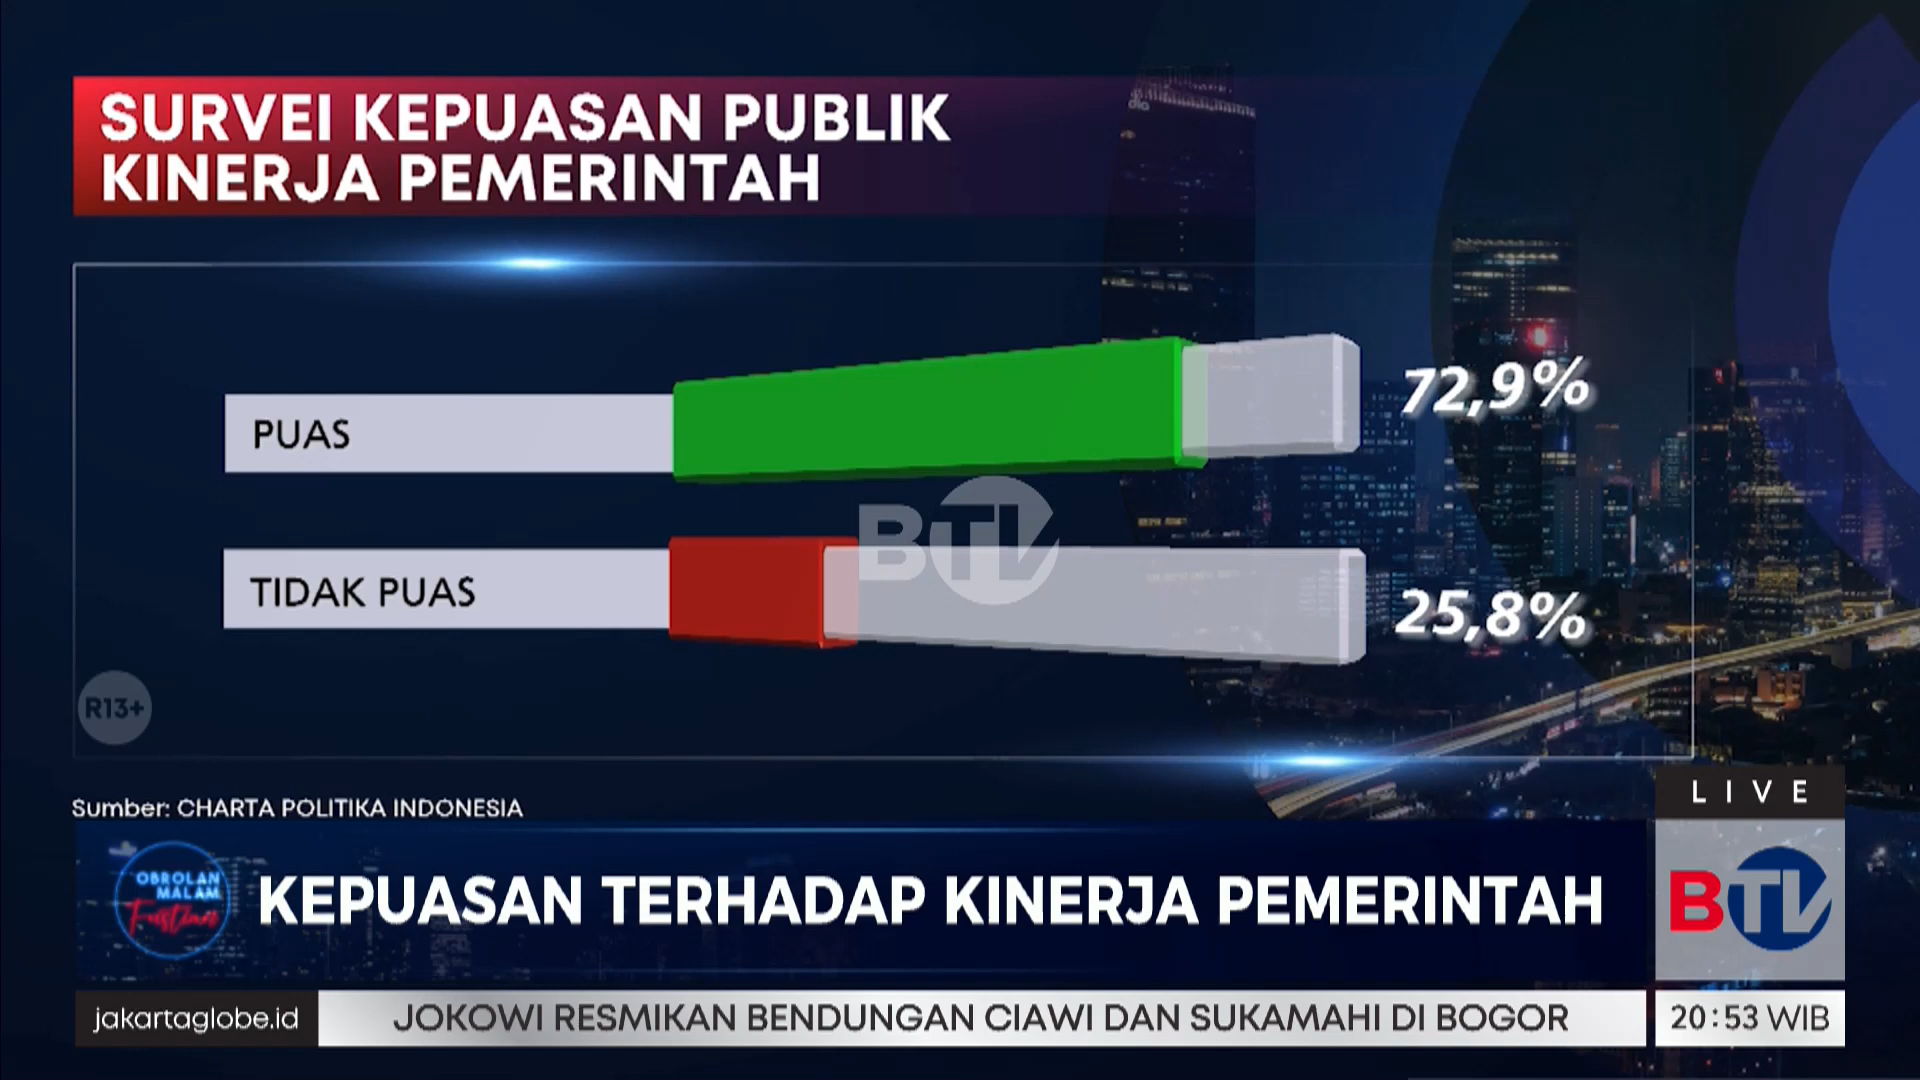 SURVEI KEPUASAN PUBLIK
KINERJA PEMERINTAH
PUAS
72,9%
BTV
TIDAK PUAS
25,8%
R13+
Sumber: CHARTA POLITIKA INDONESIA
LIVE
OBROLAN
MALAM
Fristian
KEPUASAN TERHADAP KINERJA PEMERINTAH
BTV
jakartaglobe.id
JOKOWI RESMIKAN BENDUNGAN CIAWI DAN SUKAMAHI DI BOGOR
20:53 WIB